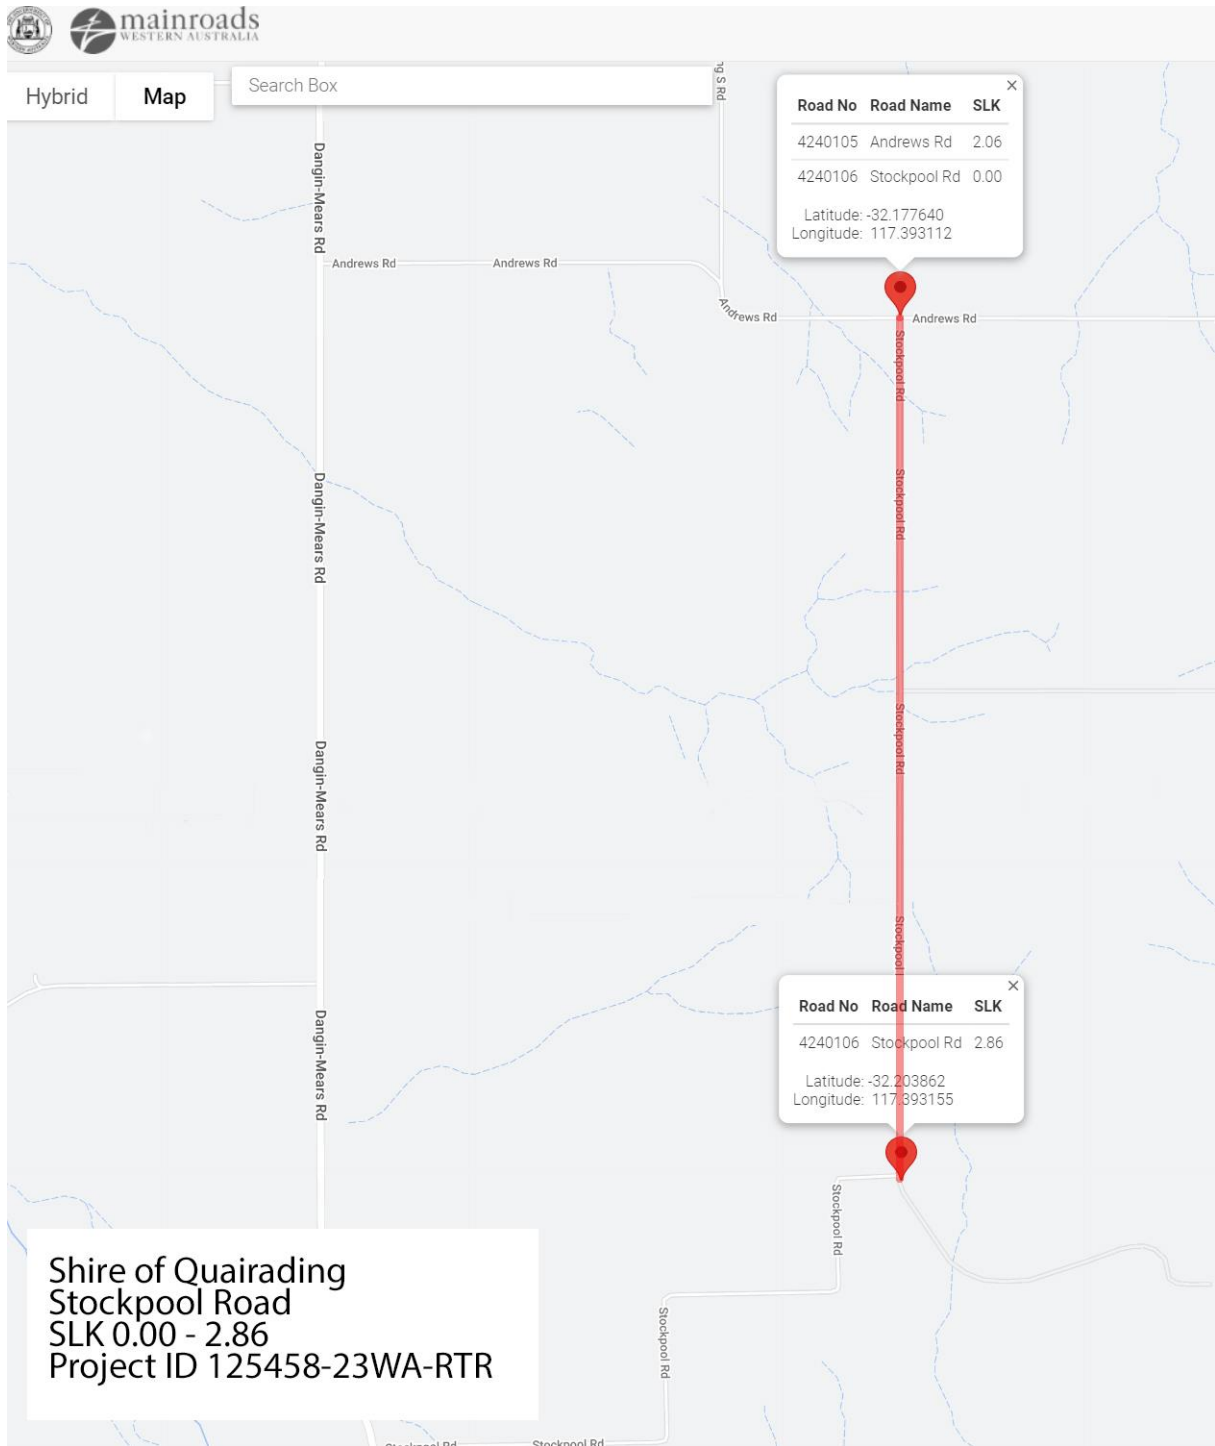 mainroads
WESTERN AUSTRALIA
Hybrid
Map
Search Box
g S Rd
Road No Road Name SLK
4240105 Andrews Rd 2.06
4240106 Stockpool Rd 0.00
Latitude: -32.177640
Longitude: 117.393112
Dangin-Mears Rd
Andrews Rd
Andrews Rd
Andrews Rd
Andrews Rd
Stockpool Rd
Dangin-Mears Rd
Stockpool Rd
Stockpool Rd
Dangin-Mears Rd
Stockpool
Road No Road Name SLK
4240106 Stockpool Rd 2.86
Latitude: -32.203862
Longitude: 117.393155
Dangin-Mears Rd
Stockpool Rd
Shire of Quairading
Stockpool Road
SLK 0.00 - 2.86
Project ID 125458-23WA-RTR
Stockpool Rd
Stockpool Rd
Stockpool Rd